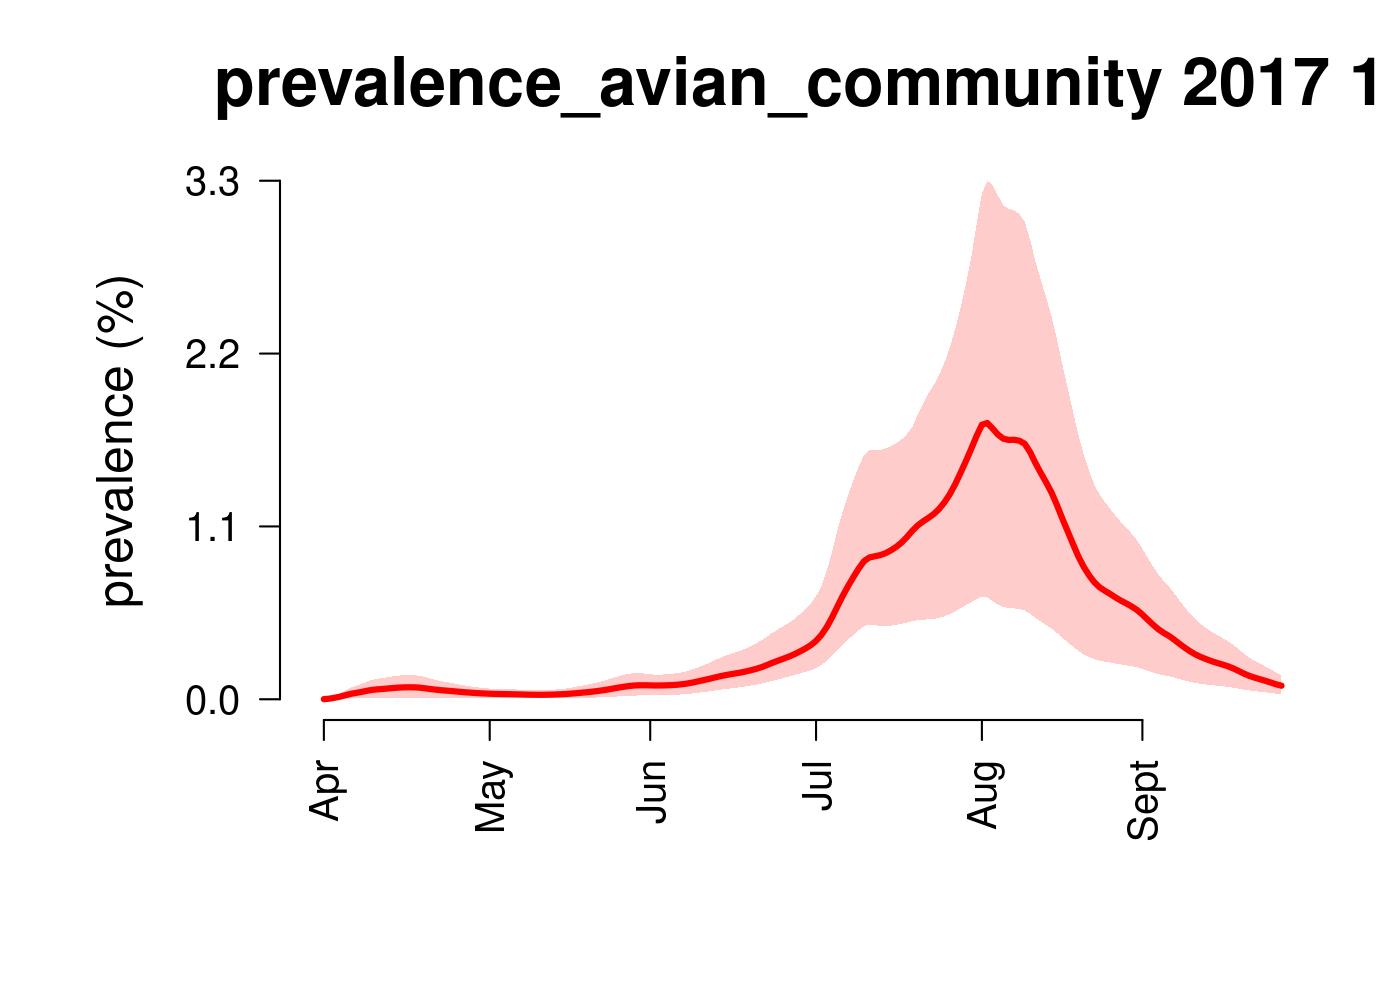 prevalence_avian_community 2017 1
3.3
2.2
1.1
0.0
prevalence (%)
Apr
May
Jun
Jul
Aug
Sept